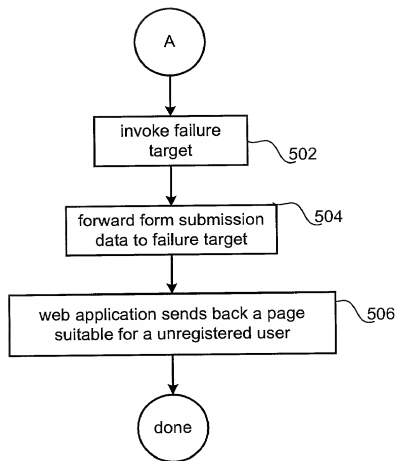 A
invoke failure
target
502
forward form submission
data to failure target
504
web application sends back a page
suitable for a unregistered user
506
done